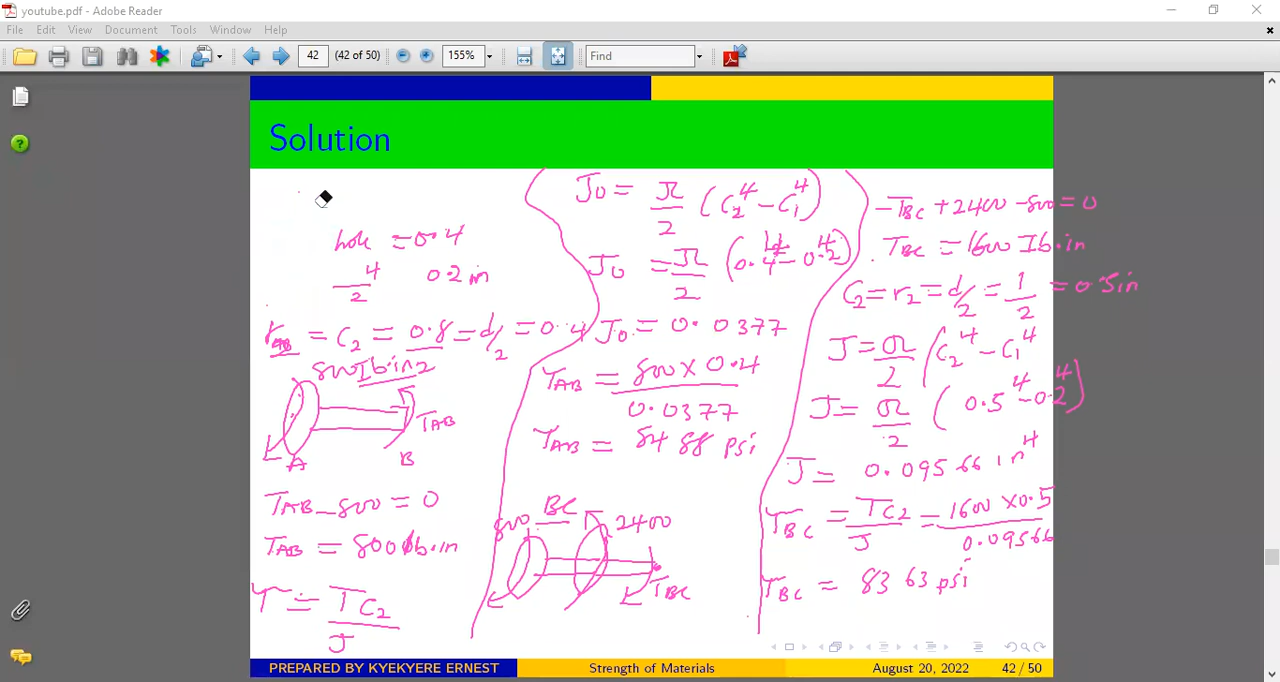 youtube.pdf - Adobe Reader
File Edit View Document Tools Window Help
42 (42 of 50) 155% Find
Solution
hole = 0.4
4/2 0.2 in
rAB = C2 = 0.8 = d/2 = 0.4
800 Ib.in2
TAB
A B
TAB - 800 = 0
TAB = 800 lb.in
τ = TC2/J
J0 = π/2 (C2^4 - C1^4)
J0 = π/2 (0.4^4 - 0.2^4)
J0 = 0.0377
τAB = 800 x 0.4 / 0.0377
τAB = 8488 psi
BC
800 2400
TBC
-TBC + 2400 - 800 = 0
TBC = 1600 Ib.in
C2 = r2 = d/2 = 1/2 = 0.5in
J = π/2 (C2^4 - C1^4)
J = π/2 (0.5^4 - 0.2^4)
J = 0.09566 in^4
τBC = TC2/J = 1600 x 0.5 / 0.09566
τBC = 8363 psi
PREPARED BY KYEKYERE ERNEST Strength of Materials August 20, 2022 42 / 50